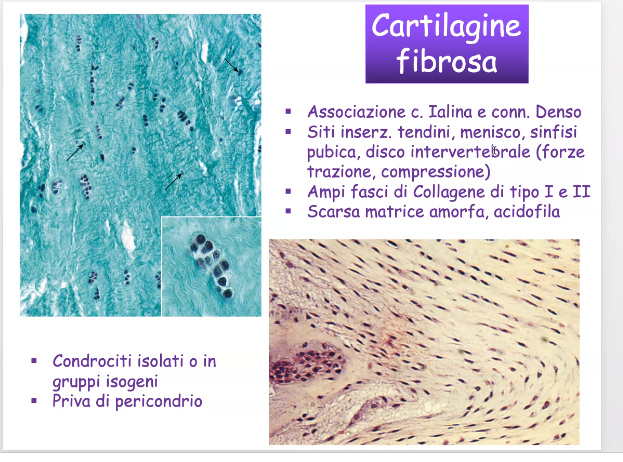 Cartilagine
fibrosa
▪ Associazione c. Ialina e conn. Denso
▪ Siti inserz. tendini, menisco, sinfisi
pubica, disco intervertebrale (forze
trazione, compressione)
▪ Ampi fasci di Collagene di tipo I e II
▪ Scarsa matrice amorfa, acidofila
▪ Condrociti isolati o in
gruppi isogeni
▪ Priva di pericondrio